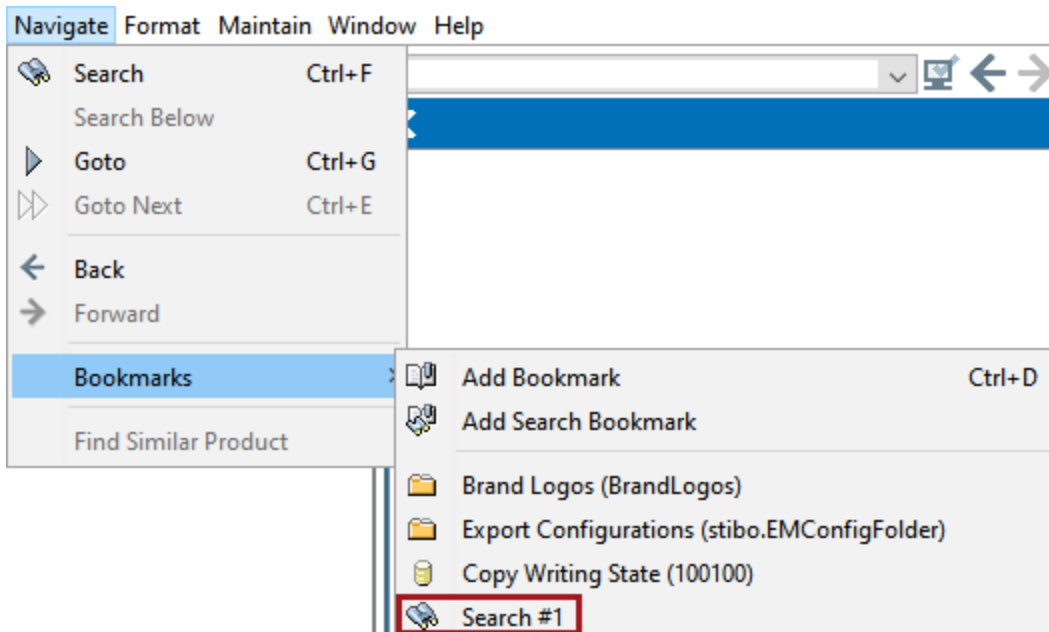 Navigate Format Maintain Window Help
Search Ctrl+F
Search Below
Goto Ctrl+G
Goto Next Ctrl+E
Back
Forward
Bookmarks
Add Bookmark Ctrl+D
Add Search Bookmark
Find Similar Product
Brand Logos (BrandLogos)
Export Configurations (stibo.EMConfigFolder)
Copy Writing State (100100)
Search #1